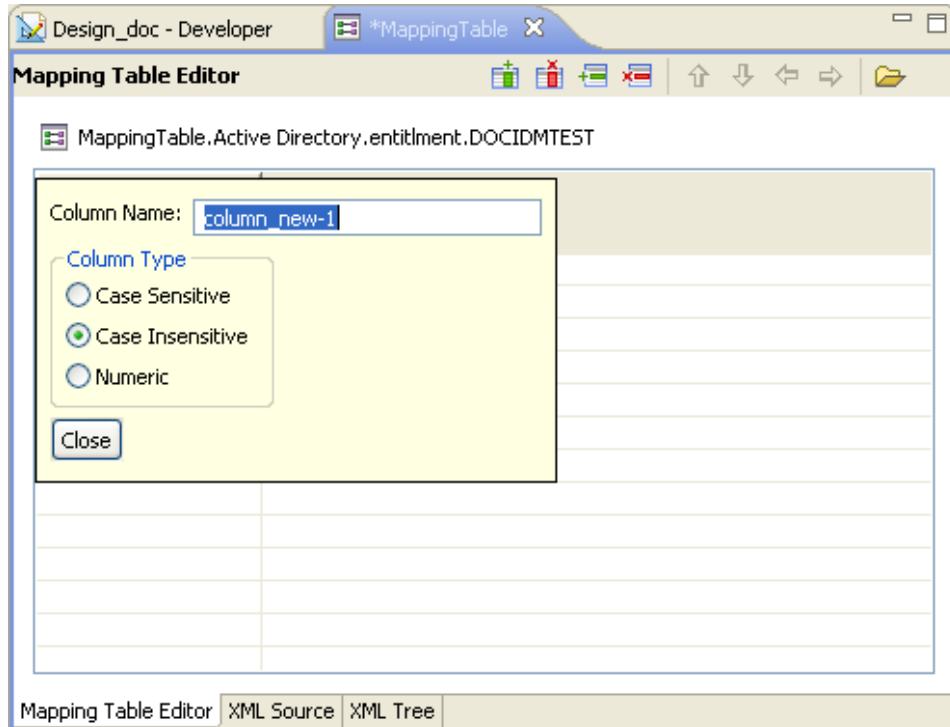 Design_doc - Developer
*MappingTable
Mapping Table Editor
MappingTable.Active Directory.entitlment.DOCIDMTEST
Column Name: column_new-1
Column Type
Case Sensitive
Case Insensitive
Numeric
Close
Mapping Table Editor XML Source XML Tree